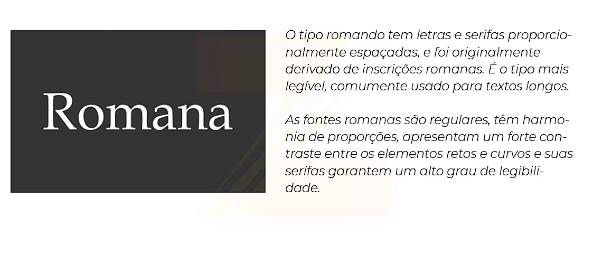 Romana
O tipo romando tem letras e serifas proporcio-
nalmente espaçadas, e foi originalmente
derivado de inscrições romanas. É o tipo mais
legível, comumente usado para textos longos.
As fontes romanas são regulares, têm harmo-
nia de proporções, apresentam um forte con-
traste entre os elementos retos e curvos e suas
serifas garantem um alto grau de legibili-
dade.